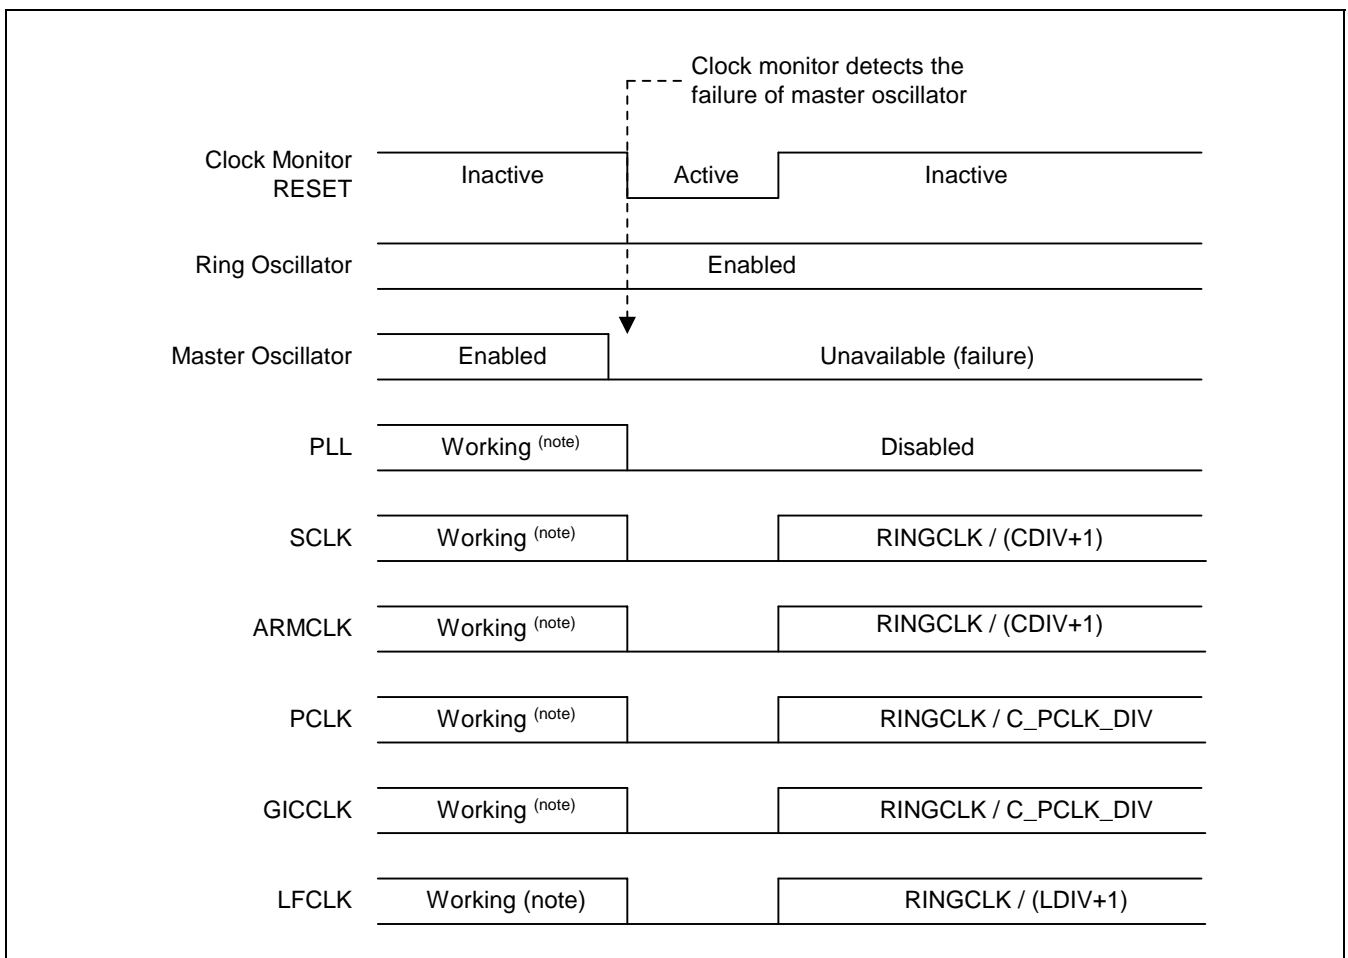 Clock monitor detects the
failure of master oscillator
Clock Monitor
RESET
Inactive
Active
Inactive
Ring Oscillator
Enabled
Master Oscillator
Enabled
Unavailable (failure)
PLL
Working (note)
Disabled
SCLK
Working (note)
RINGCLK / (CDIV+1)
ARMCLK
Working (note)
RINGCLK / (CDIV+1)
PCLK
Working (note)
RINGCLK / C_PCLK_DIV
GICCLK
Working (note)
RINGCLK / C_PCLK_DIV
LFCLK
Working (note)
RINGCLK / (LDIV+1)